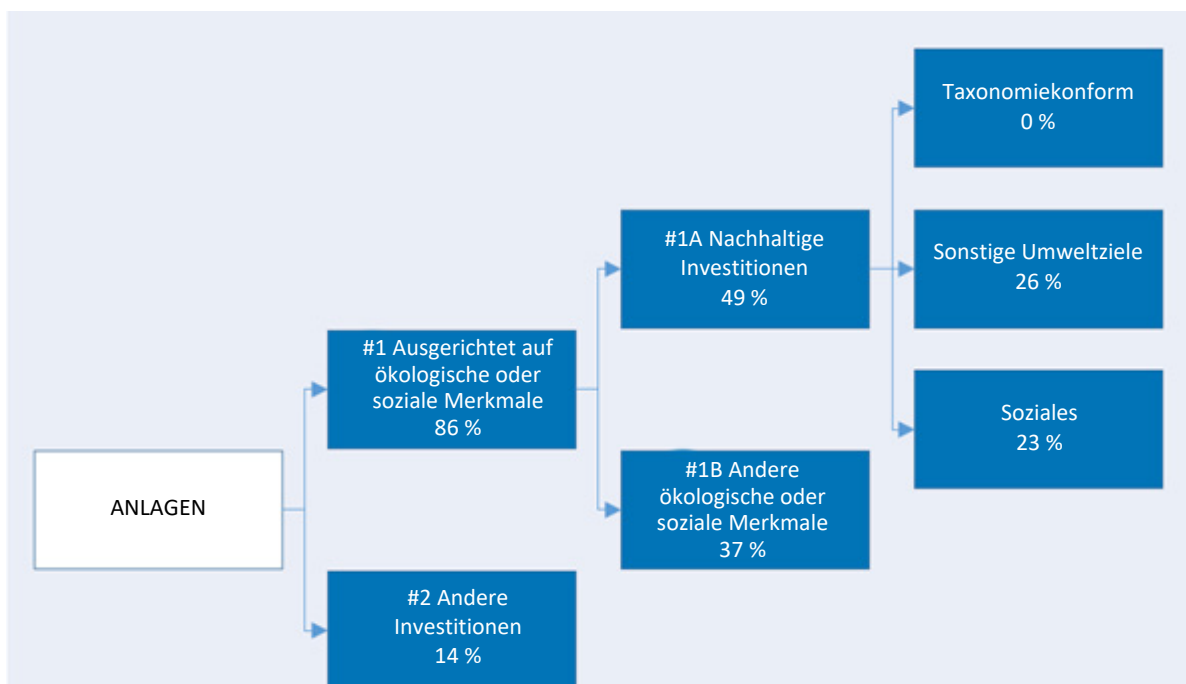 ANLAGEN
#1 Ausgerichtet auf
ökologische oder
soziale Merkmale
86 %
#2 Andere
Investitionen
14 %
#1A Nachhaltige
Investitionen
49 %
#1B Andere
ökologische oder
soziale Merkmale
37 %
Taxonomiekonform
0 %
Sonstige Umweltziele
26 %
Soziales
23 %